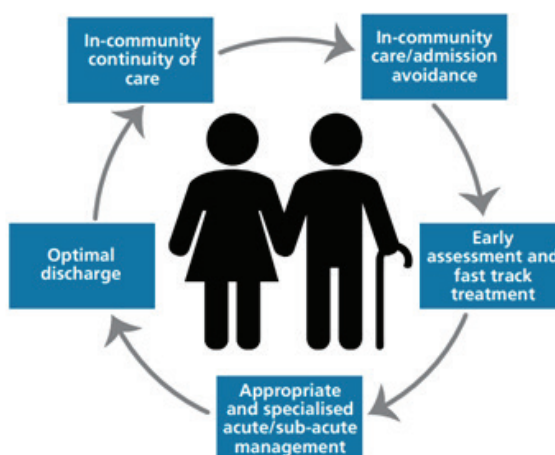 In-community
continuity of
care
In-community
care/admission
avoidance
Early
assessment and
fast track
treatment
Appropriate
and specialised
acute/sub-acute
management
Optimal
discharge